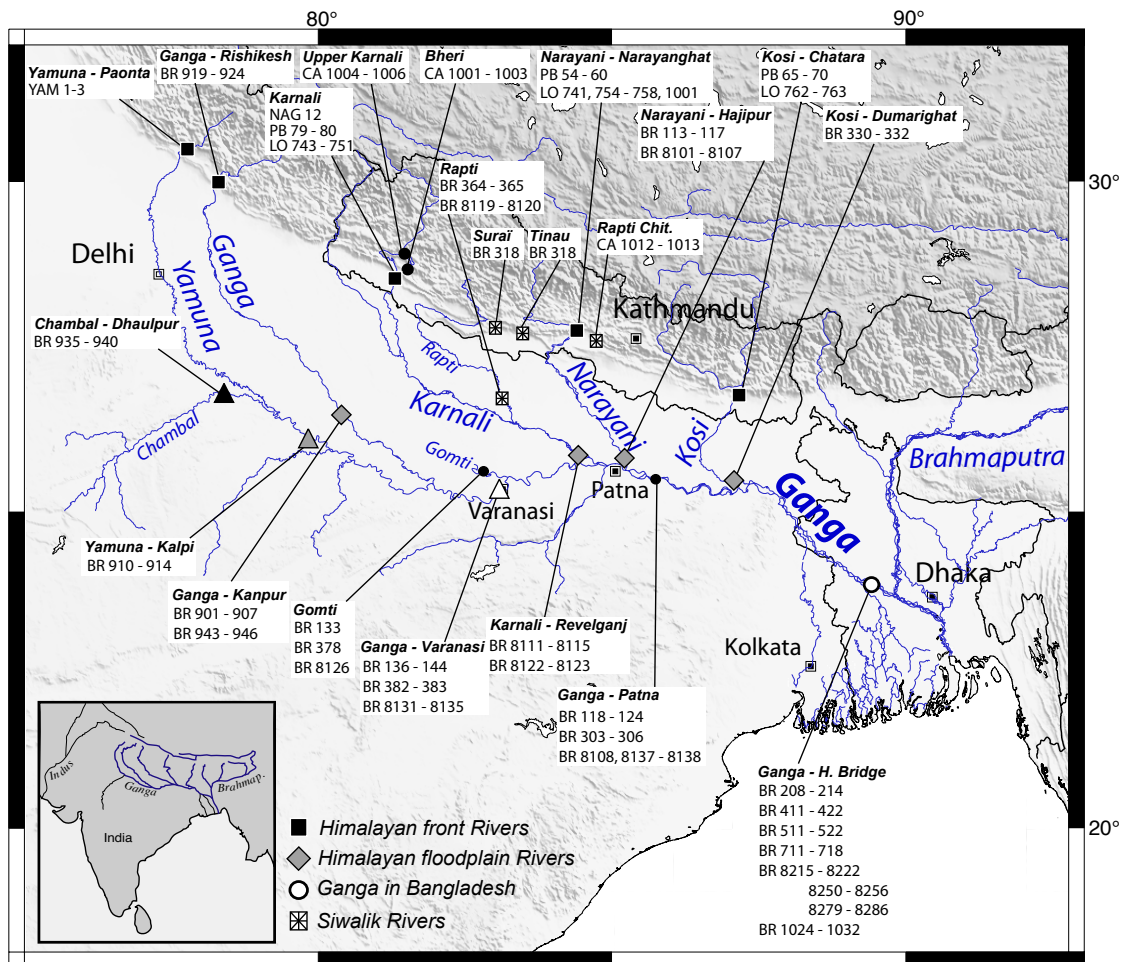 80°
90°
Yamuna - Paonta
YAM 1-3
Ganga - Rishikesh
BR 919 - 924
Upper Karnali
CA 1004 - 1006
Bheri
CA 1001 - 1003
Narayani - Narayanghat
PB 54 - 60
LO 741, 754 - 758, 1001
Kosi - Chatara
PB 65 - 70
LO 762 - 763
Karnali
NAG 12
PB 79 - 80
LO 743 - 751
Narayani - Hajipur
BR 113 - 117
BR 8101 - 8107
Kosi - Dumarighat
BR 330 - 332
Rapti
BR 364 - 365
BR 8119 - 8120
30°
Suraï
BR 318
Tinau
BR 318
Rapti Chit.
CA 1012 - 1013
Delhi
Ganga
Yamuna
Kathmandu
Chambal - Dhaulpur
BR 935 - 940
Rapti
Karnali
Narayani
Kosi
Chambal
Gomti
Brahmaputra
Patna
Varanasi
Ganga
Yamuna - Kalpi
BR 910 - 914
Dhaka
Ganga - Kanpur
BR 901 - 907
BR 943 - 946
Gomti
BR 133
BR 378
BR 8126
Ganga - Varanasi
BR 136 - 144
BR 382 - 383
BR 8131 - 8135
Karnali - Revelganj
BR 8111 - 8115
BR 8122 - 8123
Kolkata
Ganga - Patna
BR 118 - 124
BR 303 - 306
BR 8108, 8137 - 8138
Ganga - H. Bridge
BR 208 - 214
BR 411 - 422
BR 511 - 522
BR 711 - 718
BR 8215 - 8222
8250 - 8256
8279 - 8286
BR 1024 - 1032
20°
Indus
Ganga
Brahmap.
India
Himalayan front Rivers
Himalayan floodplain Rivers
Ganga in Bangladesh
Siwalik Rivers